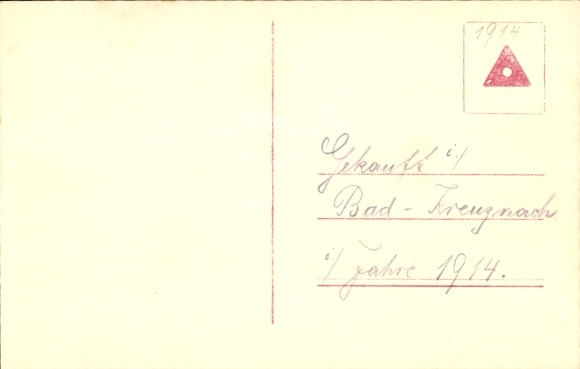 1914
Gekauft i/
Bad - Kreuznach
i/ Jahre 1914.